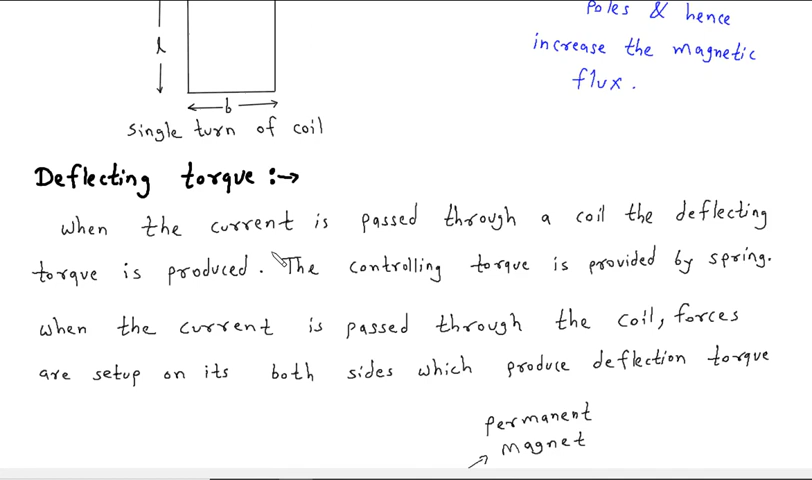 Poles & hence
increase the magnetic
flux.
l
b
single turn of coil
Deflecting torque :→
when the current is passed through a coil the deflecting
torque is produced. The controlling torque is provided by spring.
when the current is passed through the coil, forces
are setup on its both sides which produce deflection torque
permanent
magnet